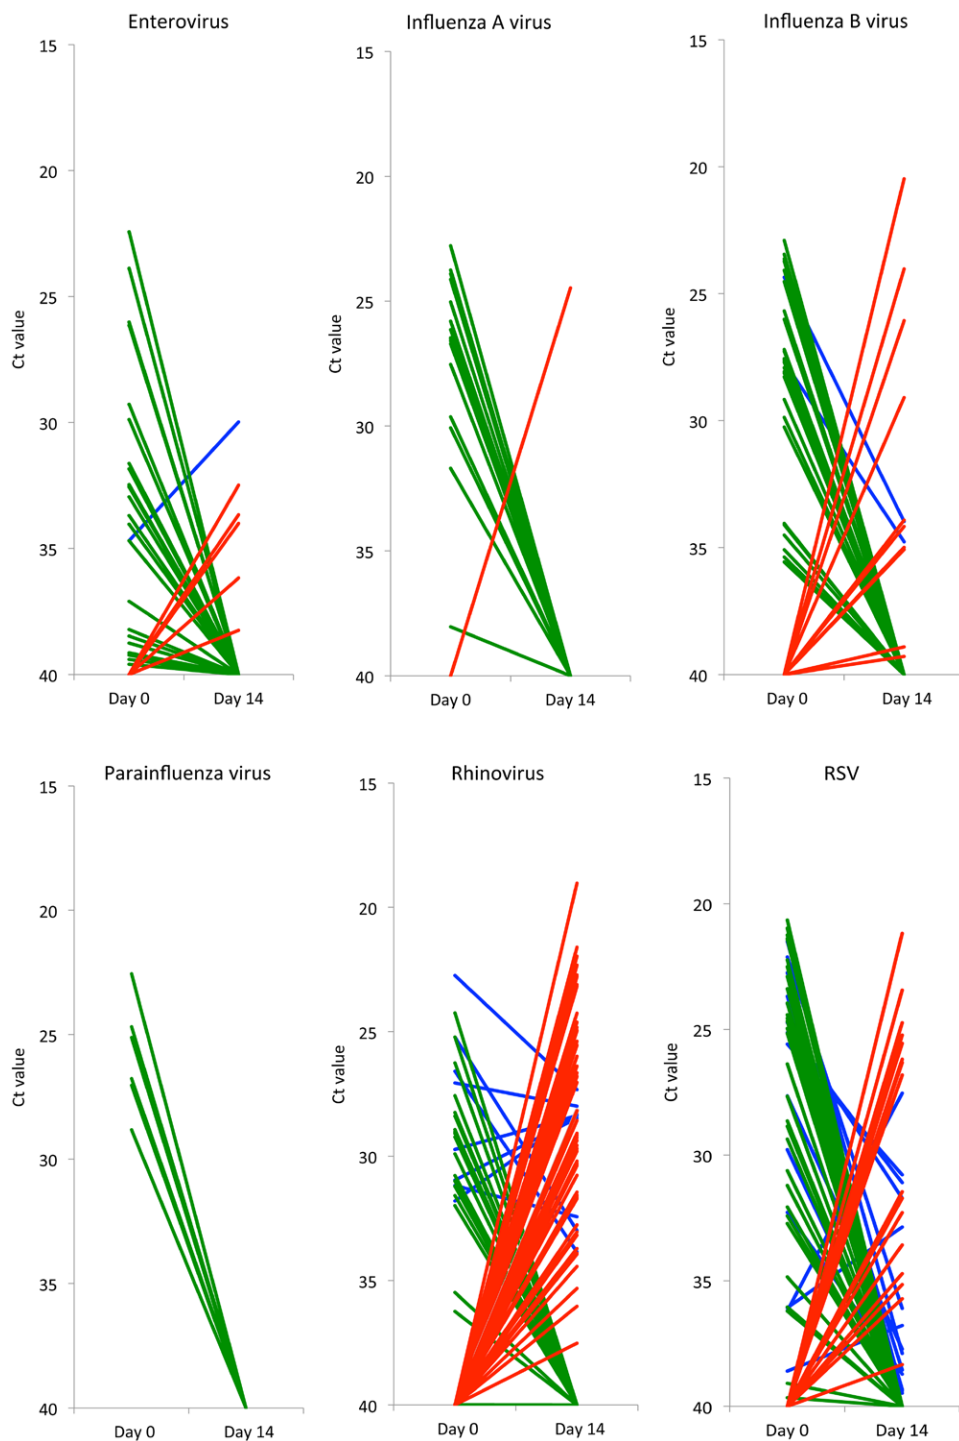 Enterovirus
15
20
25
30
35
40
Ct value
Day 0 Day 14
Influenza A virus
15
20
25
30
35
40
Ct value
Day 0 Day 14
Influenza B virus
15
20
25
30
35
40
Ct value
Day 0 Day 14
Parainfluenza virus
15
20
25
30
35
40
Ct value
Day 0 Day 14
Rhinovirus
15
20
25
30
35
40
Ct value
Day 0 Day 14
RSV
15
20
25
30
35
40
Ct value
Day 0 Day 14